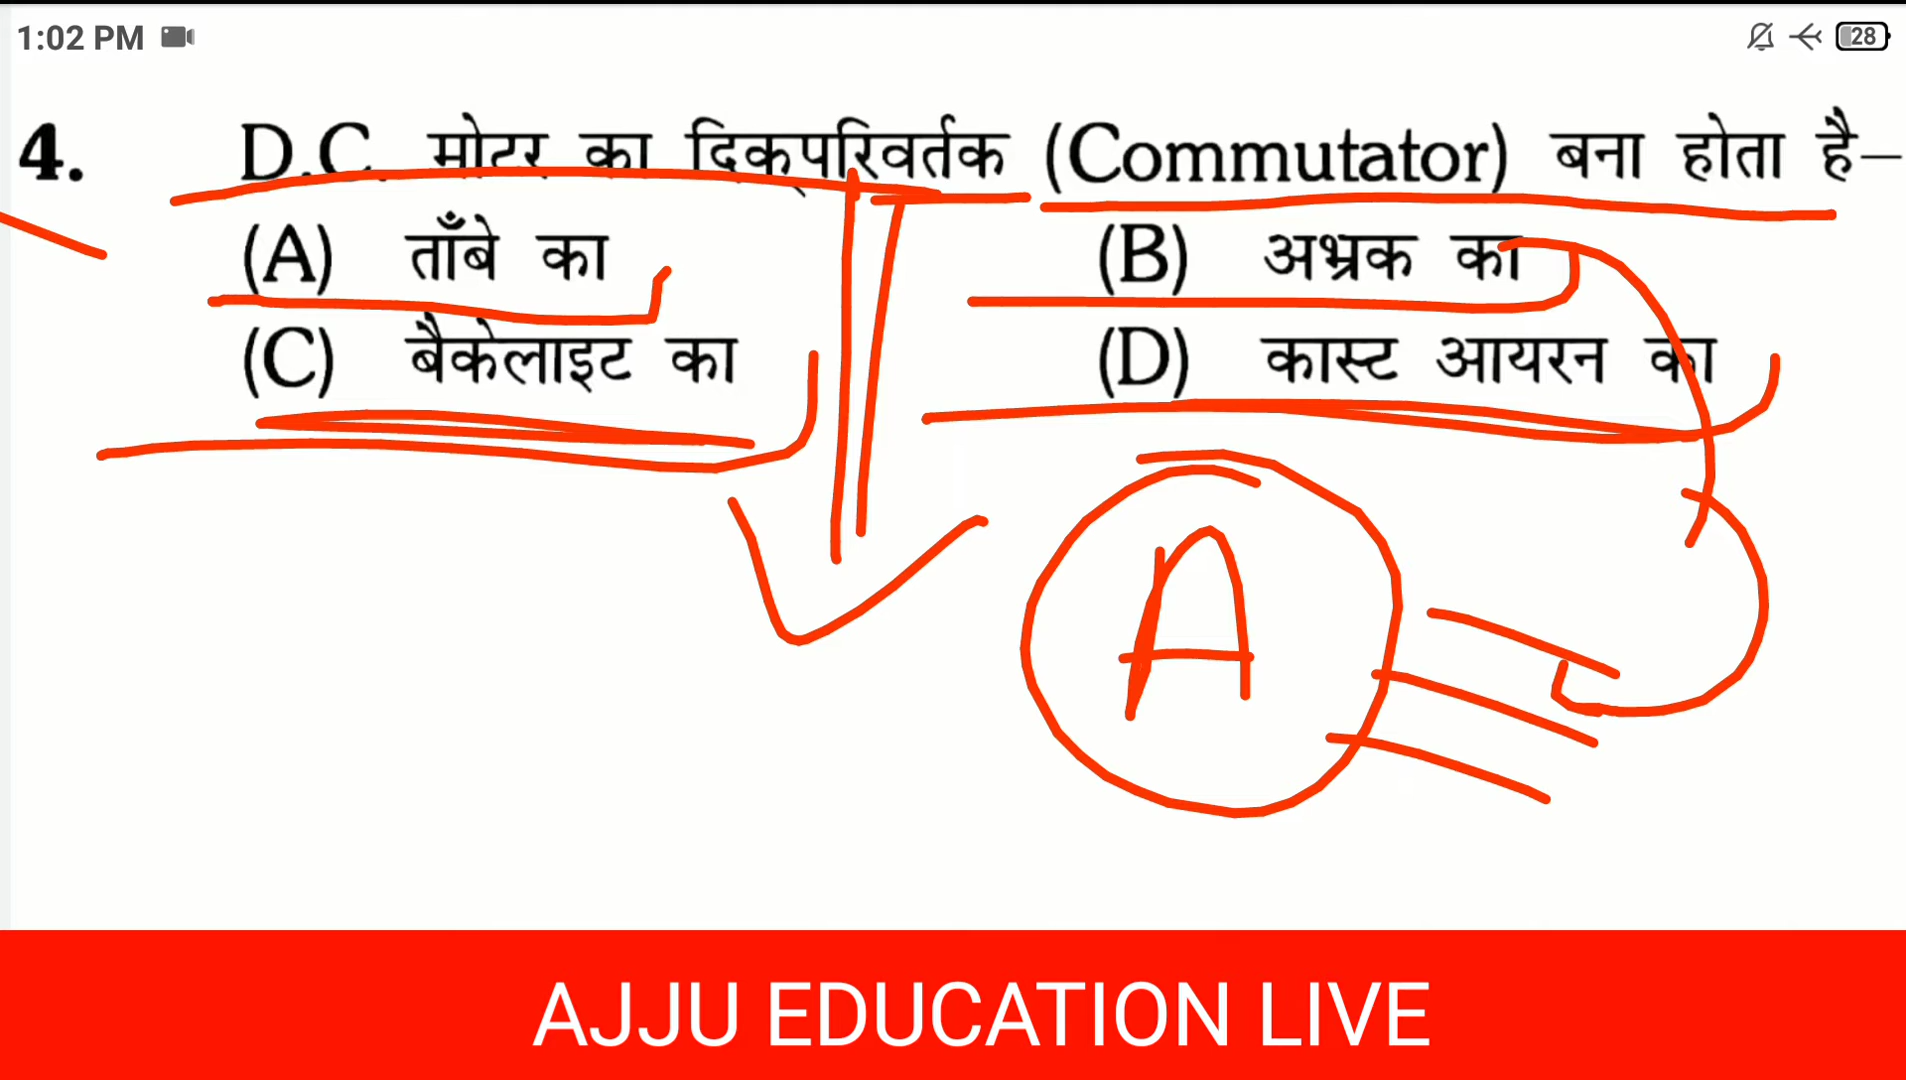 1:02 PM
28
4. D.C. मोटर का दिक्परिवर्तक (Commutator) बना होता है–
(A) ताँबे का (B) अभ्रक का
(C) बैकेलाइट का (D) कास्ट आयरन का
A
AJJU EDUCATION LIVE